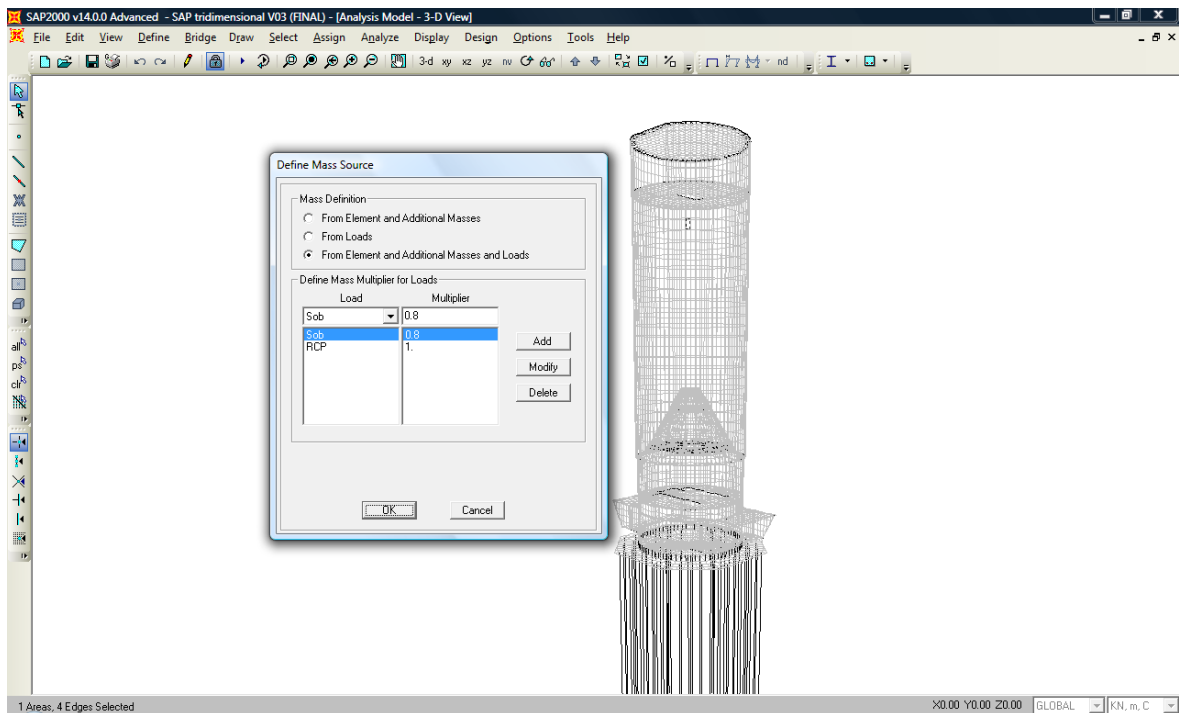 SAP2000 v14.0.0 Advanced - SAP tridimensional V03 (FINAL) - [Analysis Model - 3-D View]
File Edit View Define Bridge Draw Select Assign Analyze Display Design Options Tools Help
3-d xy xz yz nv nd
Define Mass Source
Mass Definition
From Element and Additional Masses
From Loads
From Element and Additional Masses and Loads
Define Mass Multiplier for Loads
Load Multiplier
Sob 0.8
Sob 0.8
RCP 1.
Add
Modify
Delete
OK Cancel
all
ps
clr
1 Areas, 4 Edges Selected X0.00 Y0.00 Z0.00 GLOBAL KN, m, C